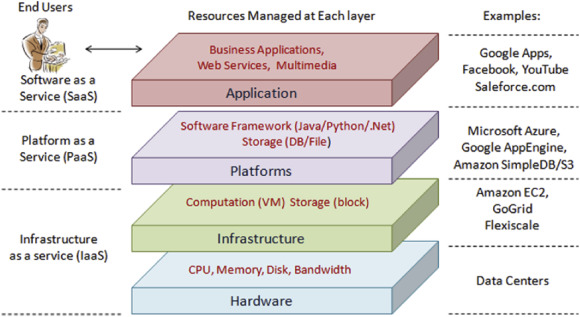 End Users
Resources Managed at Each layer
Examples:
Software as a
Service (SaaS)
Business Applications,
Web Services, Multimedia
Application
Google Apps,
Facebook, YouTube
Saleforce.com
Platform as a
Service (PaaS)
Software Framework (Java/Python/.Net)
Storage (DB/File)
Platforms
Microsoft Azure,
Google AppEngine,
Amazon SimpleDB/S3
Infrastructure
as a service (IaaS)
Computation (VM) Storage (block)
Infrastructure
Amazon EC2,
GoGrid
Flexiscale
CPU, Memory, Disk, Bandwidth
Hardware
Data Centers